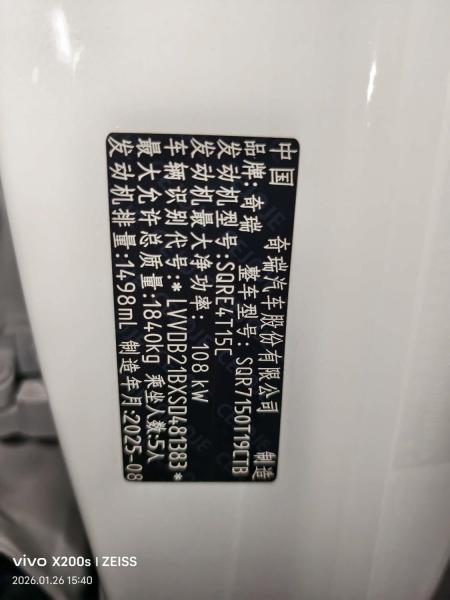 中国 奇瑞汽车股份有限公司 制造
品牌:奇瑞 整车型号:SQR7150T19CTB
发动机型号:SQRE4T15C
发动机最大净功率: 108kW
车辆识别代号:*LVVDB21BXSD481383*
最大允许总质量:1840kg 乘坐人数:5人
发动机排量:1498mL 制造年月:2025-08
vivo X200s | ZEISS
2026.01.26 15:40